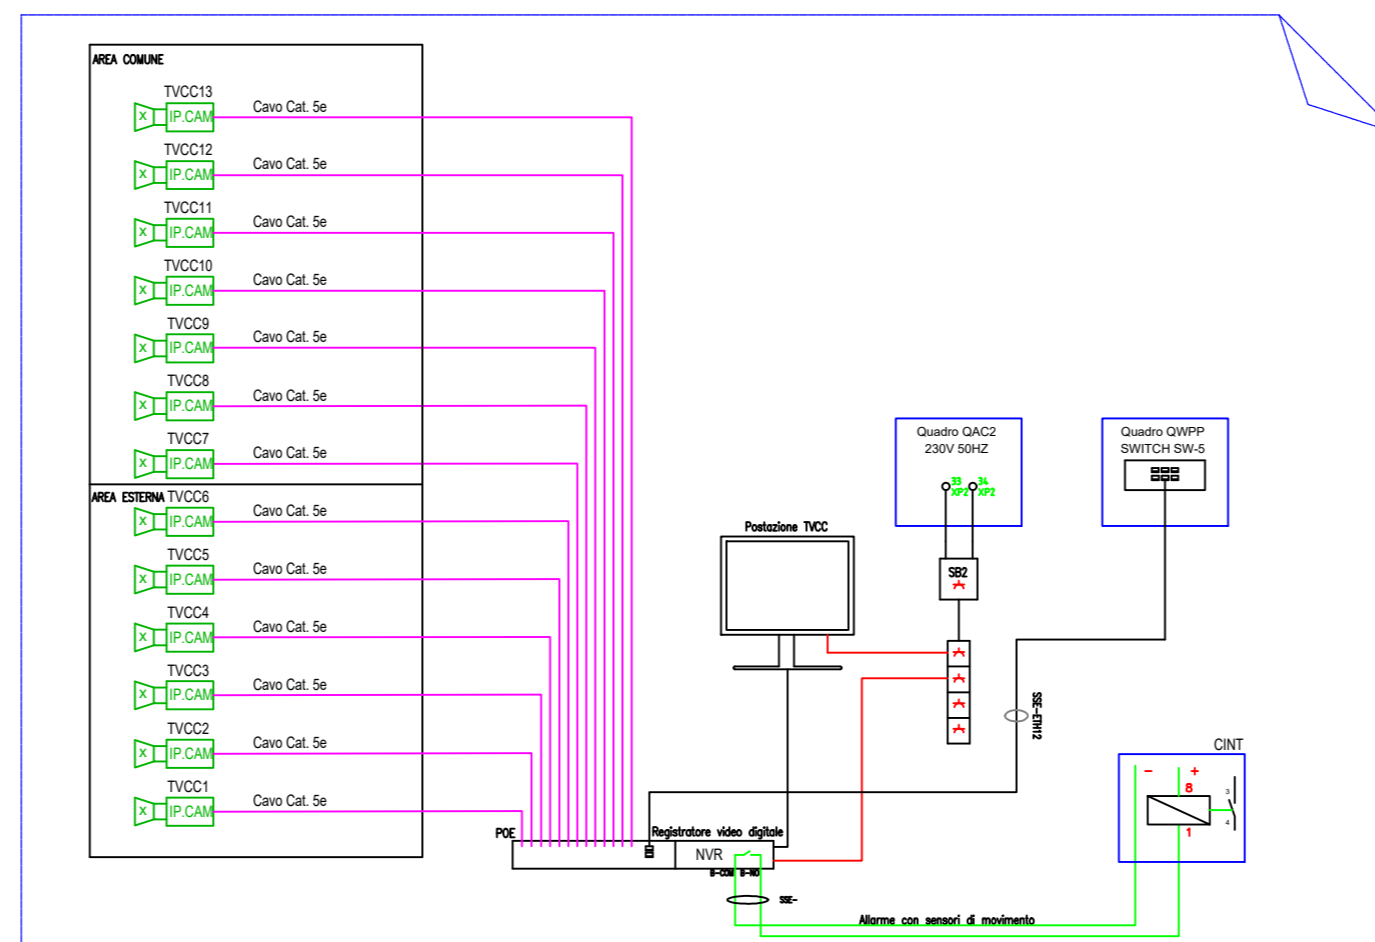 AREA COMUNE
TVCC13
X IP.CAM
Cavo Cat. 5e
TVCC12
X IP.CAM
Cavo Cat. 5e
TVCC11
X IP.CAM
Cavo Cat. 5e
TVCC10
X IP.CAM
Cavo Cat. 5e
TVCC9
X IP.CAM
Cavo Cat. 5e
TVCC8
X IP.CAM
Cavo Cat. 5e
TVCC7
X IP.CAM
Cavo Cat. 5e
AREA ESTERNA
TVCC6
X IP.CAM
Cavo Cat. 5e
TVCC5
X IP.CAM
Cavo Cat. 5e
TVCC4
X IP.CAM
Cavo Cat. 5e
TVCC3
X IP.CAM
Cavo Cat. 5e
TVCC2
X IP.CAM
Cavo Cat. 5e
TVCC1
X IP.CAM
Cavo Cat. 5e
POE
Registratore video digitale
NVR
B-COM B-NO
SSE-
Allarme con sensori di movimento
Postazione TVCC
Quadro QAC2
230V 50HZ
33 34
XP2 XP2
SB2
Quadro QWPP
SWITCH SW-5
SSE-ETH12
CINT
- +
8
3
4
1